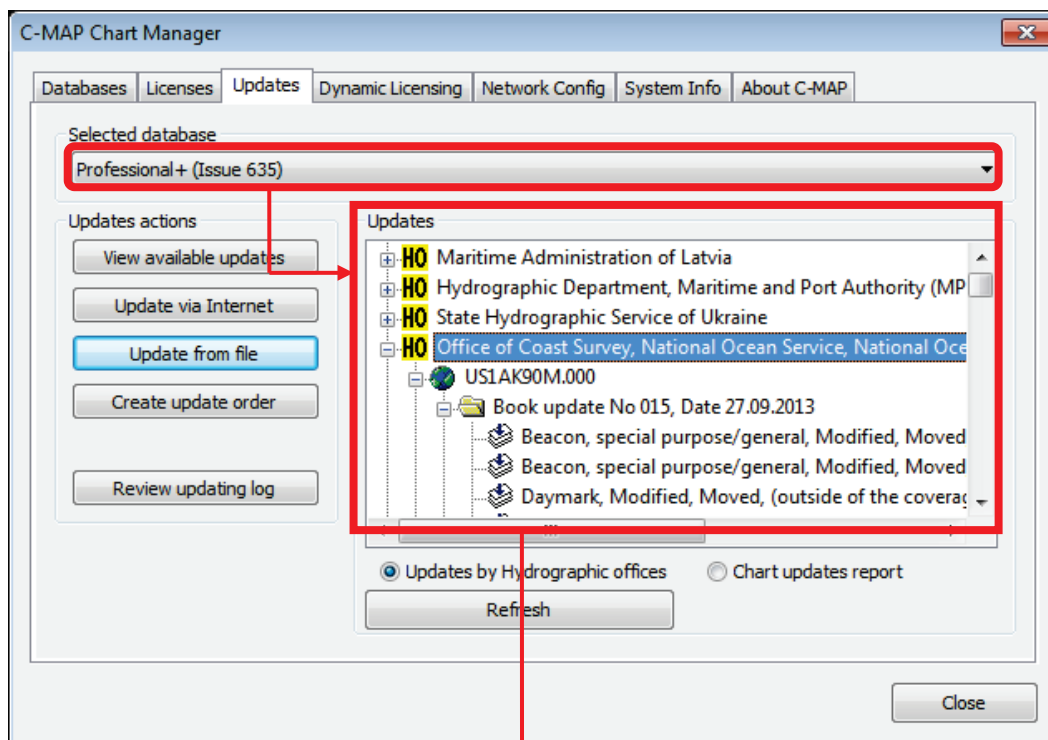 C-MAP Chart Manager
Databases Licenses Updates Dynamic Licensing Network Config System Info About C-MAP
Selected database
Professional+ (Issue 635)
Updates actions
View available updates
Update via Internet
Update from file
Create update order
Review updating log
Updates
HO Maritime Administration of Latvia
HO Hydrographic Department, Maritime and Port Authority (MP
HO State Hydrographic Service of Ukraine
HO Office of Coast Survey, National Ocean Service, National Oce
US1AK90M.000
Book update No 015, Date 27.09.2013
Beacon, special purpose/general, Modified, Moved
Beacon, special purpose/general, Modified, Moved
Daymark, Modified, Moved, (outside of the coverag
Updates by Hydrographic offices Chart updates report
Refresh
Close